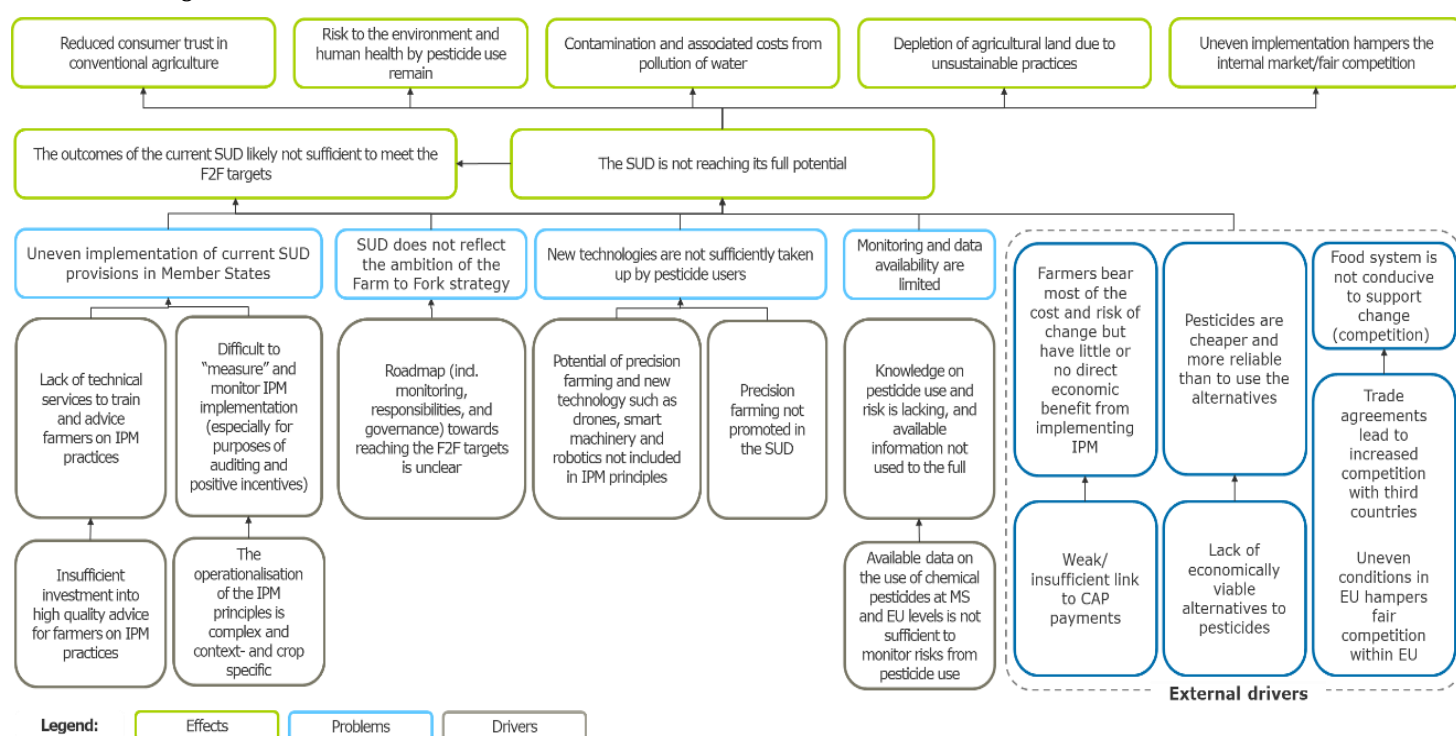 Reduced consumer trust in
conventional agriculture
Risk to the environment and
human health by pesticide use
remain
Contamination and associated costs from
pollution of water
Depletion of agricultural land due to
unsustainable practices
Uneven implementation hampers the
internal market/fair competition
The outcomes of the current SUD likely not sufficient to meet the
F2F targets
The SUD is not reaching its full potential
Uneven implementation of current SUD
provisions in Member States
SUD does not reflect
the ambition of the
Farm to Fork strategy
New technologies are not sufficiently taken
up by pesticide users
Monitoring and data
availability are
limited
Farmers bear
most of the
cost and risk of
change but
have little or
no direct
economic
benefit from
implementing
IPM
Pesticides are
cheaper and
more reliable
than to use the
alternatives
Food system is
not conducive
to support
change
(competition)
Lack of technical
services to train
and advice
farmers on IPM
practices
Difficult to
“measure” and
monitor IPM
implementation
(especially for
purposes of
auditing and
positive incentives)
Roadmap (incl.
monitoring,
responsibilities, and
governance) towards
reaching the F2F targets
is unclear
Potential of precision
farming and new
technology such as
drones, smart
machinery and
robotics not included
in IPM principles
Precision
farming not
promoted in
the SUD
Knowledge on
pesticide use and
risk is lacking, and
available
information not
used to the full
Trade
agreements
lead to
increased
competition
with third
countries
Uneven
conditions in
EU hampers
fair
competition
within EU
Insufficient
investment into
high quality advice
for farmers on IPM
practices
The
operationalisation
of the IPM
principles is
complex and
context- and crop
specific
Available data on
the use of chemical
pesticides at MS
and EU levels is not
sufficient to
monitor risks from
pesticide use
Weak/
insufficient link
to CAP
payments
Lack of
economically
viable
alternatives to
pesticides
External drivers
Legend:
Effects
Problems
Drivers